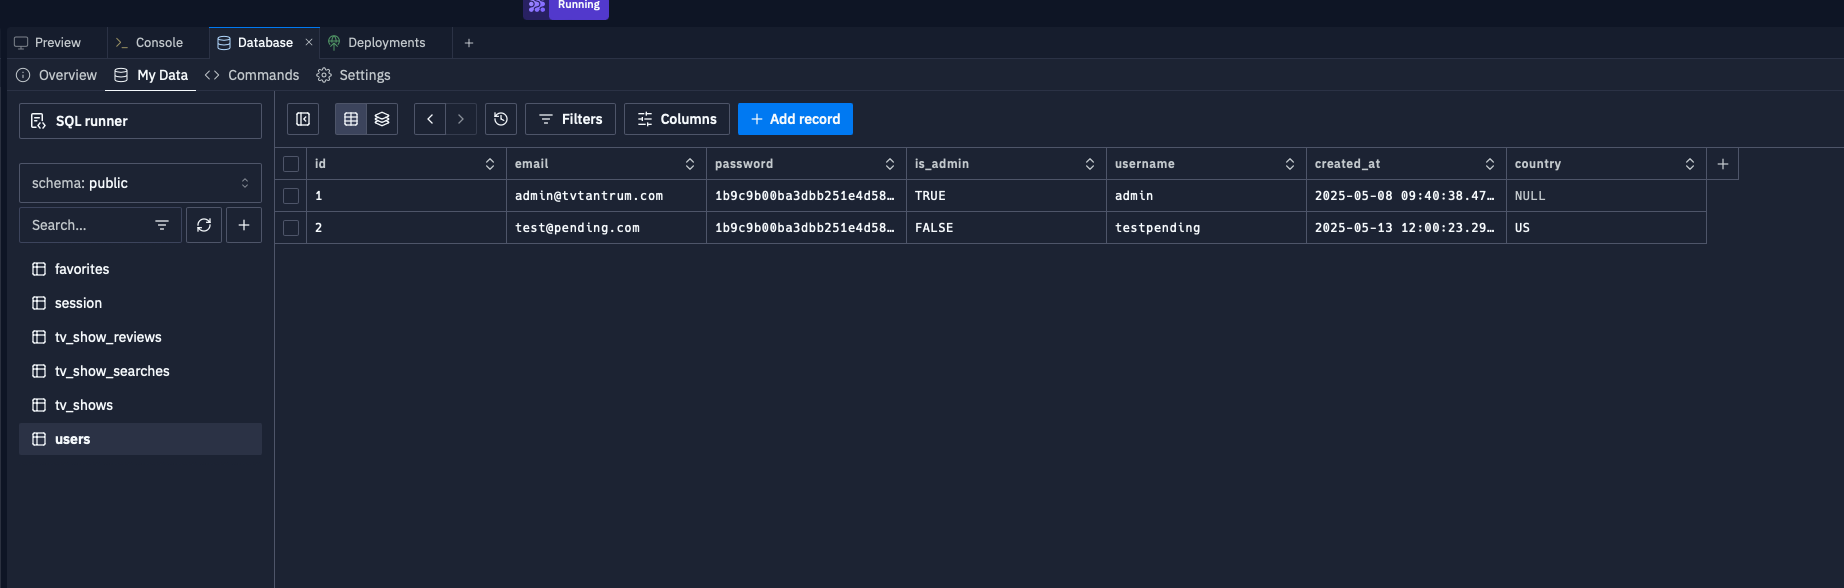 Running
Preview
Console
Database
Deployments
Overview
My Data
Commands
Settings
SQL runner
Filters
Columns
Add record
schema: public
Search...
favorites
session
tv_show_reviews
tv_show_searches
tv_shows
users
id email password is_admin username created_at country
1 admin@tvtantrum.com 1b9c9b00ba3dbb251e4d58… TRUE admin 2025-05-08 09:40:38.47… NULL
2 test@pending.com 1b9c9b00ba3dbb251e4d58… FALSE testpending 2025-05-13 12:00:23.29… US